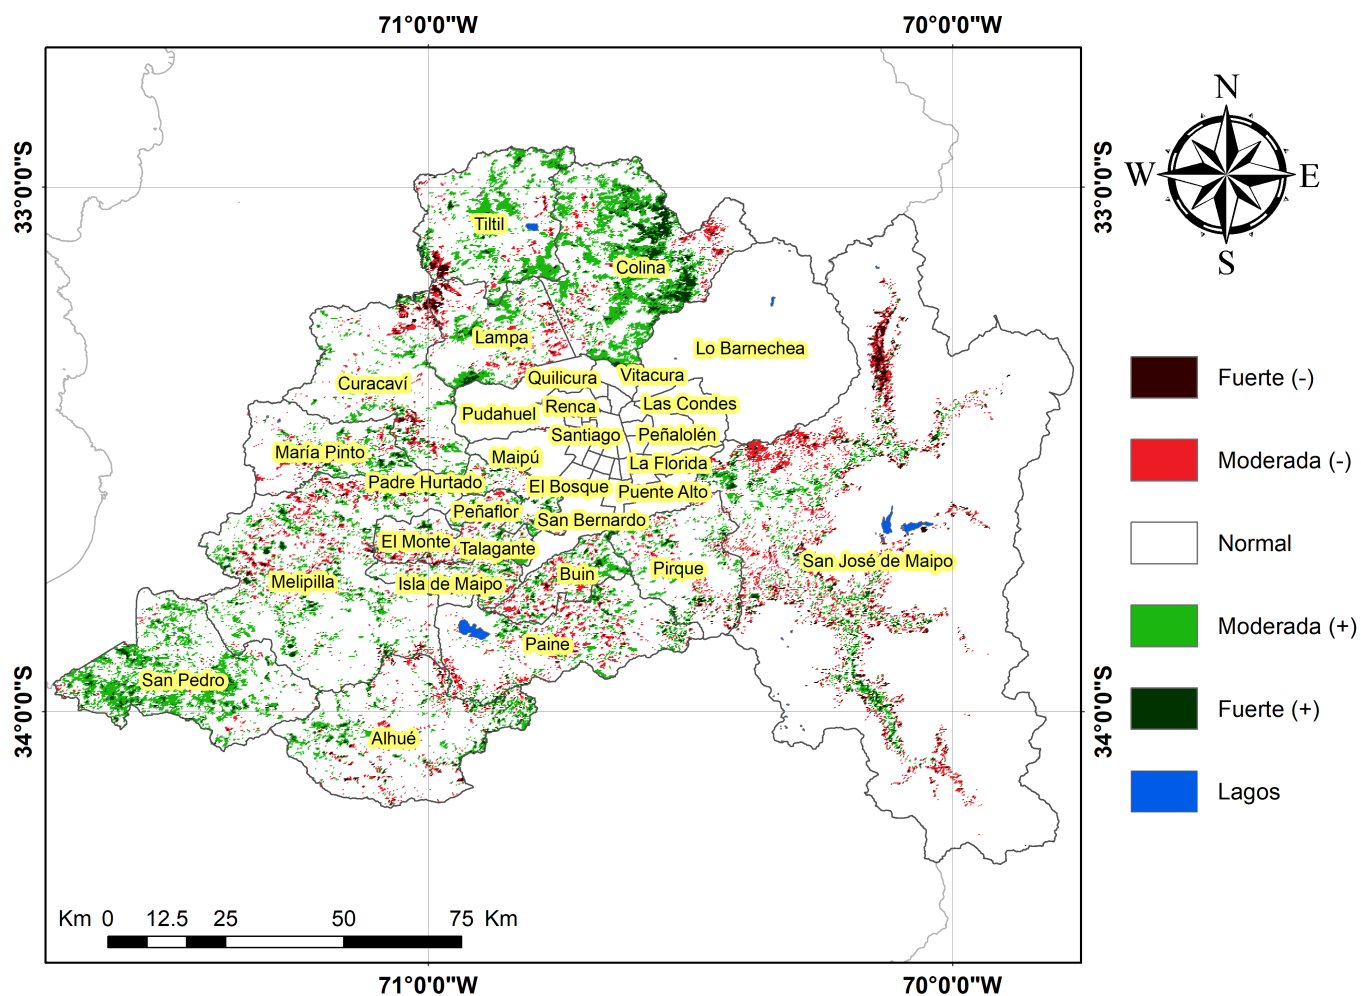 71°0'0"W
70°0'0"W
33°0'0"S
33°0'0"S
N
W
E
S
Tiltil
Colina
Lampa
Lo Barnechea
Quilicura
Vitacura
Curacaví
Pudahuel
Renca
Las Condes
Santiago
Peñalolén
María Pinto
Maipú
La Florida
Padre Hurtado
El Bosque
Puente Alto
Peñaflor
San Bernardo
El Monte
Talagante
San José de Maipo
Melipilla
Isla de Maipo
Buin
Pirque
Paine
San Pedro
Alhué
34°0'0"S
34°0'0"S
Fuerte (-)
Moderada (-)
Normal
Moderada (+)
Fuerte (+)
Lagos
Km 0 12.5 25 50 75 Km
71°0'0"W
70°0'0"W